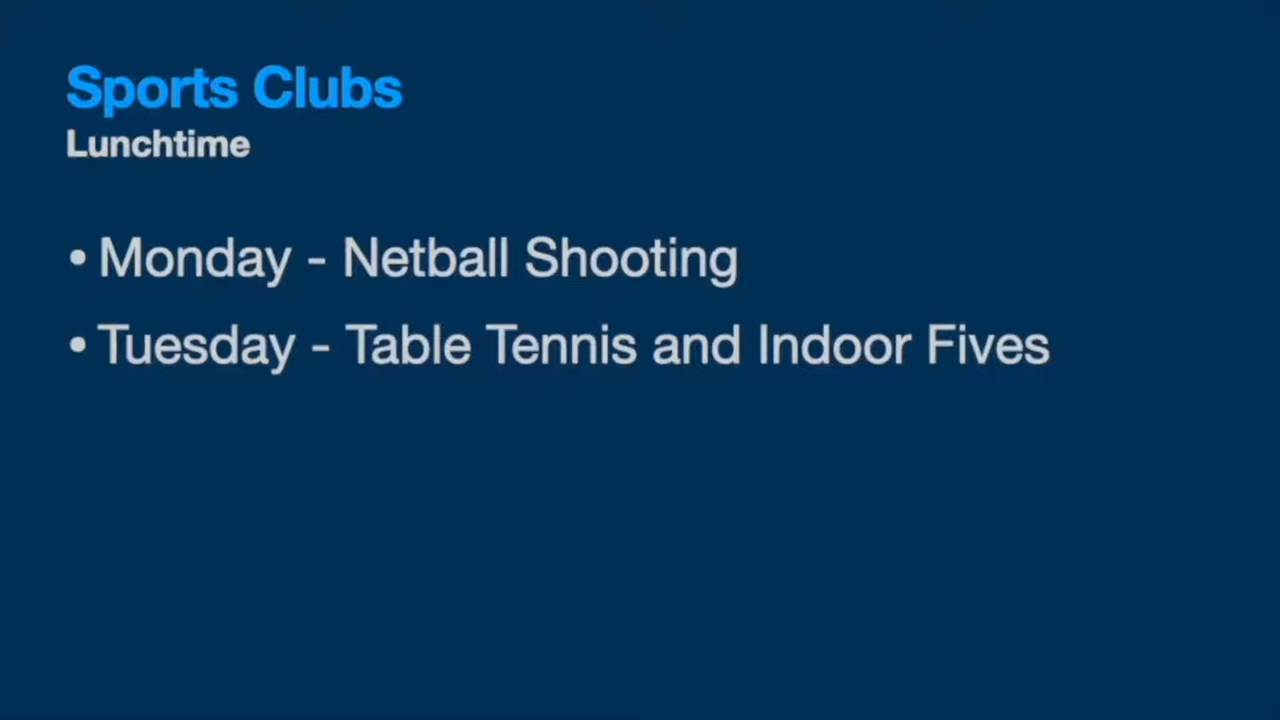 Sports Clubs
Lunchtime
• Monday - Netball Shooting
• Tuesday - Table Tennis and Indoor Fives